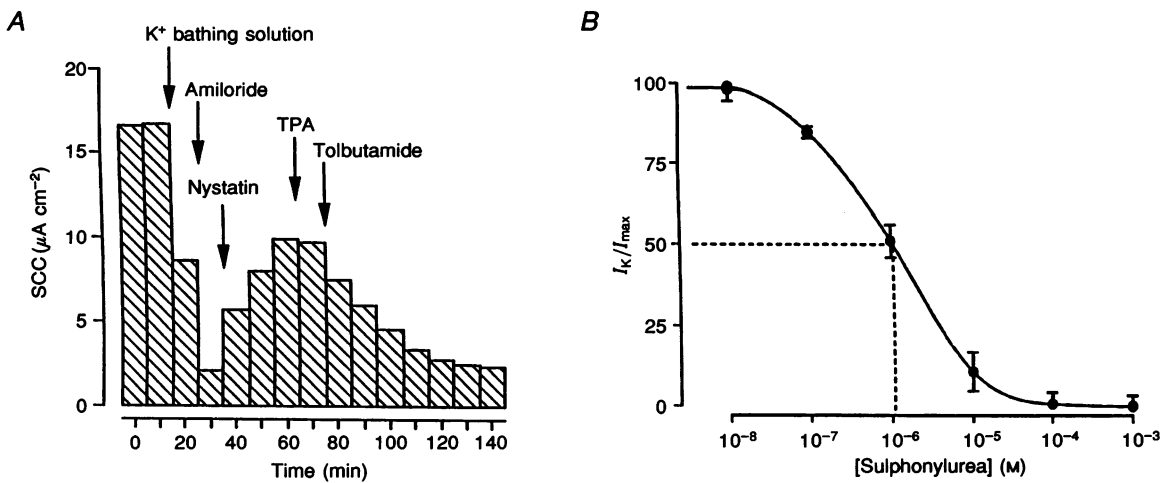 A
K⁺ bathing solution
Amiloride
Nystatin
TPA
Tolbutamide
SCC (μA cm⁻²)
20
15
10
5
0
0 20 40 60 80 100 120 140
Time (min)
B
I_K/I_max
100
75
50
25
0
10⁻⁸ 10⁻⁷ 10⁻⁶ 10⁻⁵ 10⁻⁴ 10⁻³
[Sulphonylurea] (M)